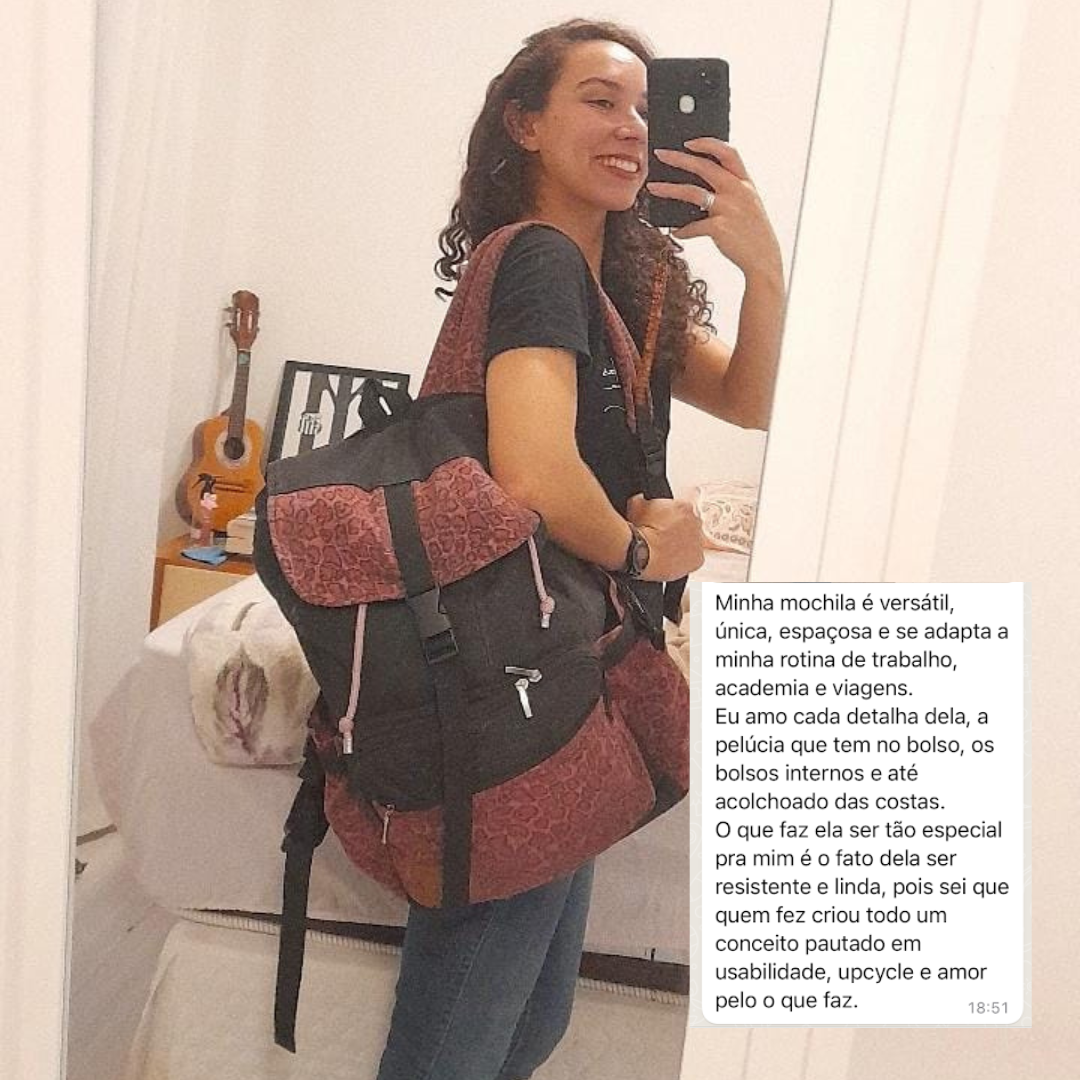 Minha mochila é versátil,
única, espaçosa e se adapta a
minha rotina de trabalho,
academia e viagens.
Eu amo cada detalha dela, a
pelúcia que tem no bolso, os
bolsos internos e até
acolchoado das costas.
O que faz ela ser tão especial
pra mim é o fato dela ser
resistente e linda, pois sei que
quem fez criou todo um
conceito pautado em
usabilidade, upcycle e amor
pelo o que faz.
18:51